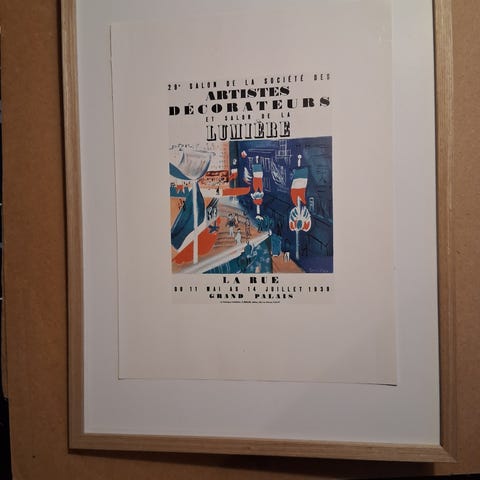 29e SALON DE LA SOCIÉTÉ DES
ARTISTES
DÉCORATEURS
ET SALON DE LA
LUMIÈRE
LA RUE
DU 11 MAI AU 14 JUILLET 1939
GRAND PALAIS